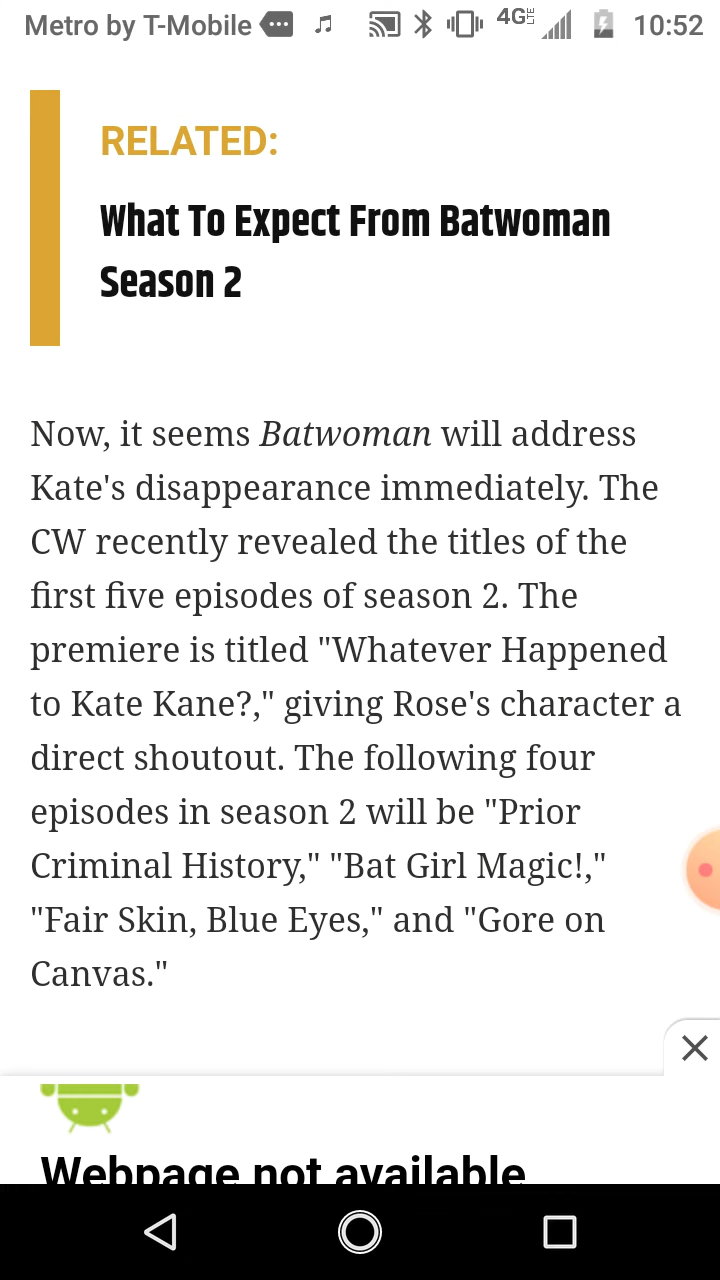 Metro by T-Mobile 4G LTE 10:52
RELATED:
What To Expect From Batwoman
Season 2
Now, it seems Batwoman will address
Kate's disappearance immediately. The
CW recently revealed the titles of the
first five episodes of season 2. The
premiere is titled "Whatever Happened
to Kate Kane?," giving Rose's character a
direct shoutout. The following four
episodes in season 2 will be "Prior
Criminal History," "Bat Girl Magic!,"
"Fair Skin, Blue Eyes," and "Gore on
Canvas."
Webpage not available